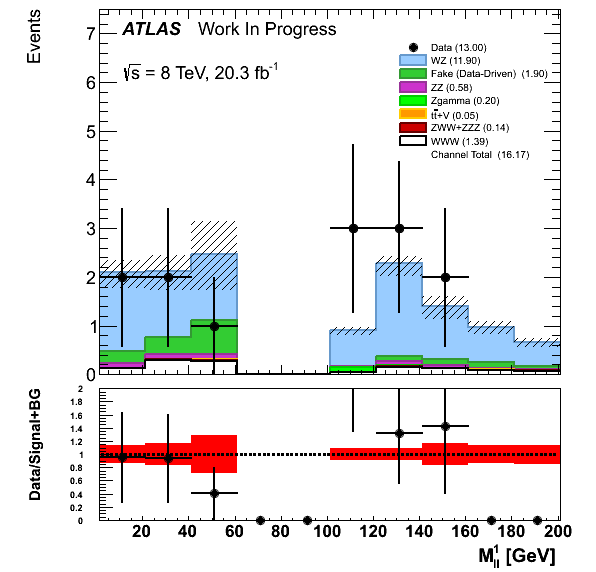 Events
7
6
5
4
3
2
1
0
ATLAS Work In Progress
√s = 8 TeV, 20.3 fb⁻¹
Data (13.00)
WZ (11.90)
Fake (Data-Driven) (1.90)
ZZ (0.58)
Zgamma (0.20)
tt̄+V (0.05)
ZWW+ZZZ (0.14)
WWW (1.39)
Channel Total (16.17)
Data/Signal+BG
2
1.8
1.6
1.4
1.2
1
0.8
0.6
0.4
0.2
0
20 40 60 80 100 120 140 160 180 200
M¹ll [GeV]